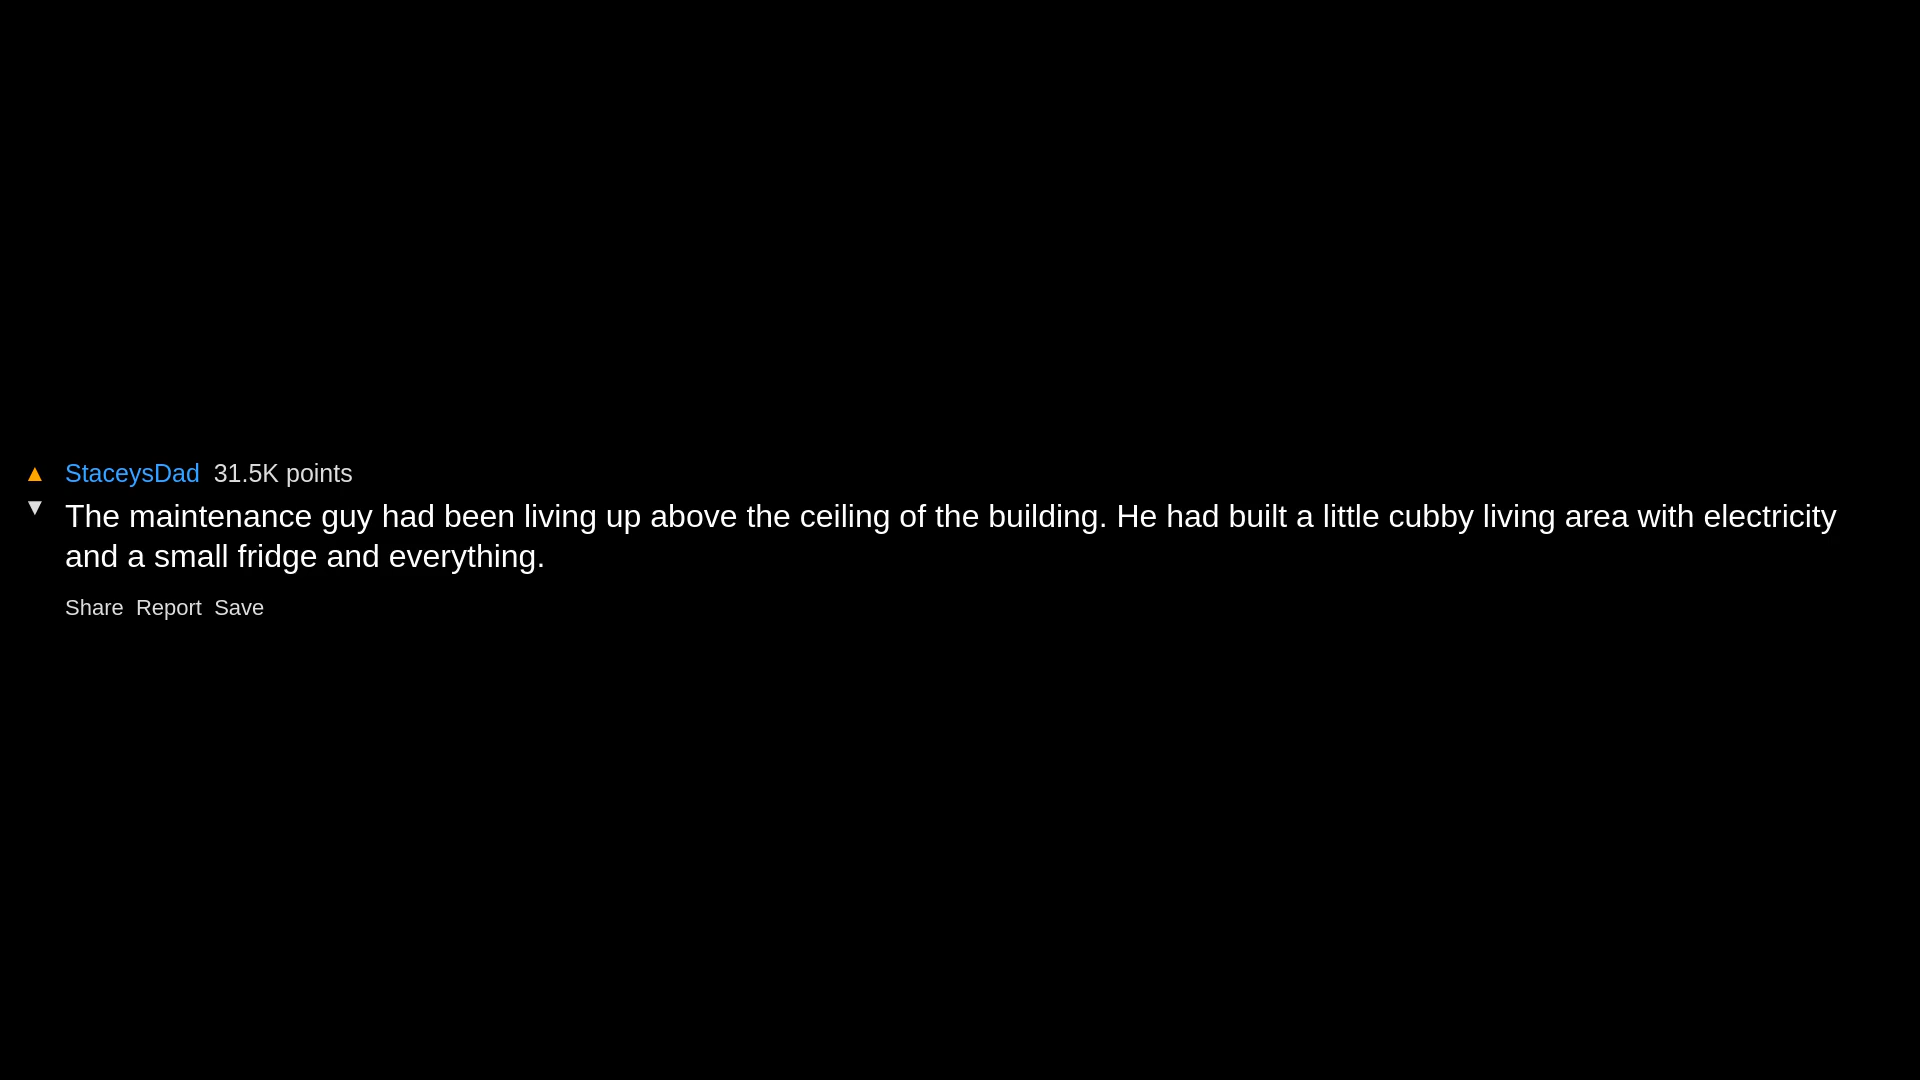 ▲ StaceysDad 31.5K points
▼ The maintenance guy had been living up above the ceiling of the building. He had built a little cubby living area with electricity
and a small fridge and everything.
Share Report Save